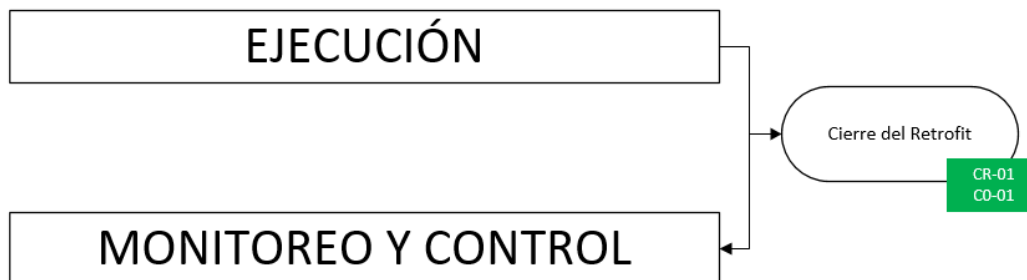 EJECUCIÓN
Cierre del Retrofit
CR-01
C0-01
MONITOREO Y CONTROL